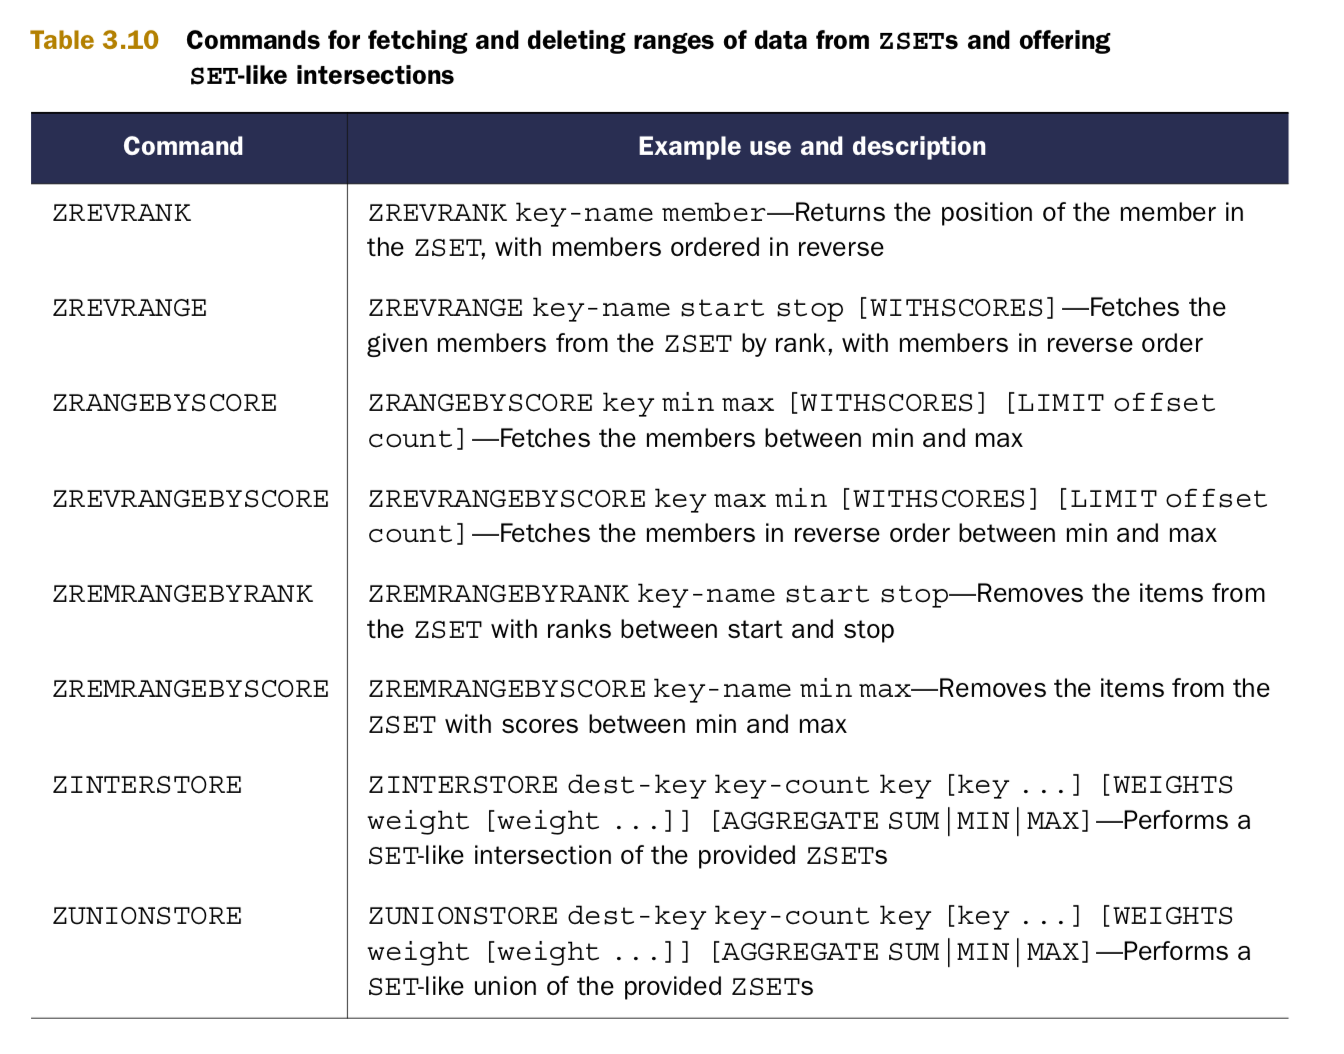 Table 3.10 Commands for fetching and deleting ranges of data from ZSETs and offering
SET-like intersections
Command Example use and description
ZREVRANK ZREVRANK key-name member—Returns the position of the member in
the ZSET, with members ordered in reverse
ZREVRANGE ZREVRANGE key-name start stop [WITHSCORES]—Fetches the
given members from the ZSET by rank, with members in reverse order
ZRANGEBYSCORE ZRANGEBYSCORE key min max [WITHSCORES] [LIMIT offset
count]—Fetches the members between min and max
ZREVRANGEBYSCORE ZREVRANGEBYSCORE key max min [WITHSCORES] [LIMIT offset
count]—Fetches the members in reverse order between min and max
ZREMRANGEBYRANK ZREMRANGEBYRANK key-name start stop—Removes the items from
the ZSET with ranks between start and stop
ZREMRANGEBYSCORE ZREMRANGEBYSCORE key-name min max—Removes the items from the
ZSET with scores between min and max
ZINTERSTORE ZINTERSTORE dest-key key-count key [key ...] [WEIGHTS
weight [weight ...]] [AGGREGATE SUM|MIN|MAX]—Performs a
SET-like intersection of the provided ZSETs
ZUNIONSTORE ZUNIONSTORE dest-key key-count key [key ...] [WEIGHTS
weight [weight ...]] [AGGREGATE SUM|MIN|MAX]—Performs a
SET-like union of the provided ZSETs